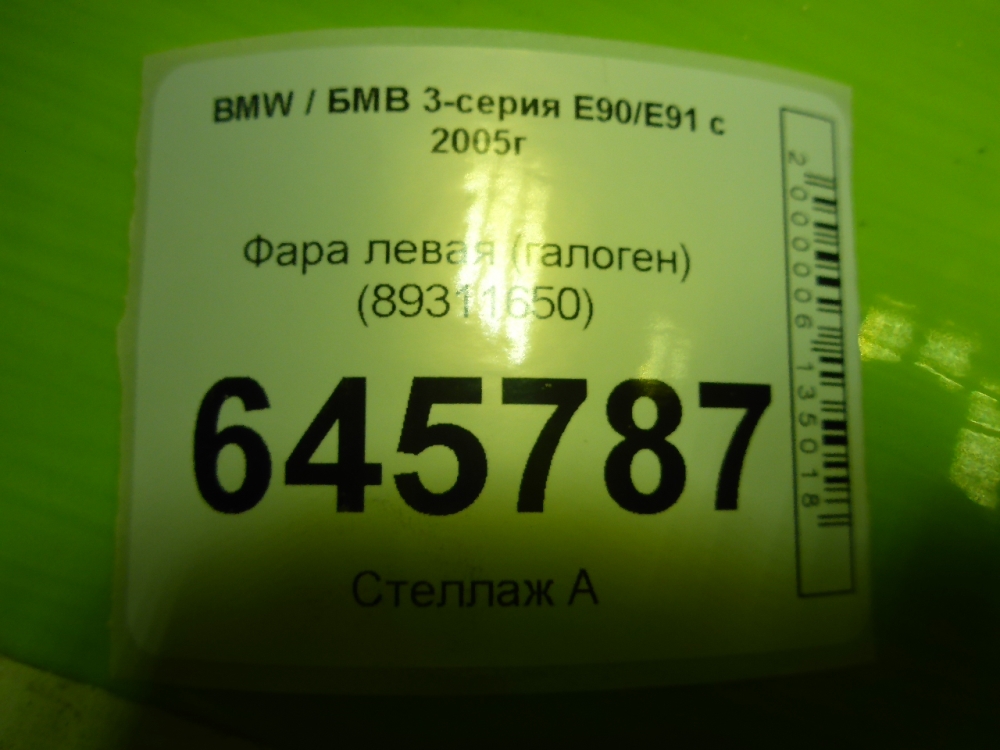 BMW / БМВ 3-серия E90/E91 с
2005г
Фара левая (галоген)
(89311650)
645787
Стеллаж А
2000006135018